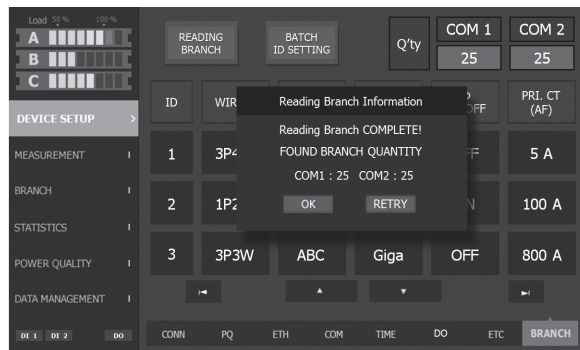 Load 50 % 100 %
A
B
C
READING BRANCH
BATCH ID SETTING
Q'ty
COM 1
COM 2
25
25
DEVICE SETUP >
MEASUREMENT
BRANCH
STATISTICS
POWER QUALITY
DATA MANAGEMENT
DI 1 DI 2 DO
ID
WIR
PRI. CT (AF)
Reading Branch Information
Reading Branch COMPLETE!
FOUND BRANCH QUANTITY
COM1 : 25 COM2 : 25
OK RETRY
1 3P4 5 A
2 1P2 100 A
3 3P3W ABC Giga OFF 800 A
CONN PQ ETH COM TIME DO ETC BRANCH